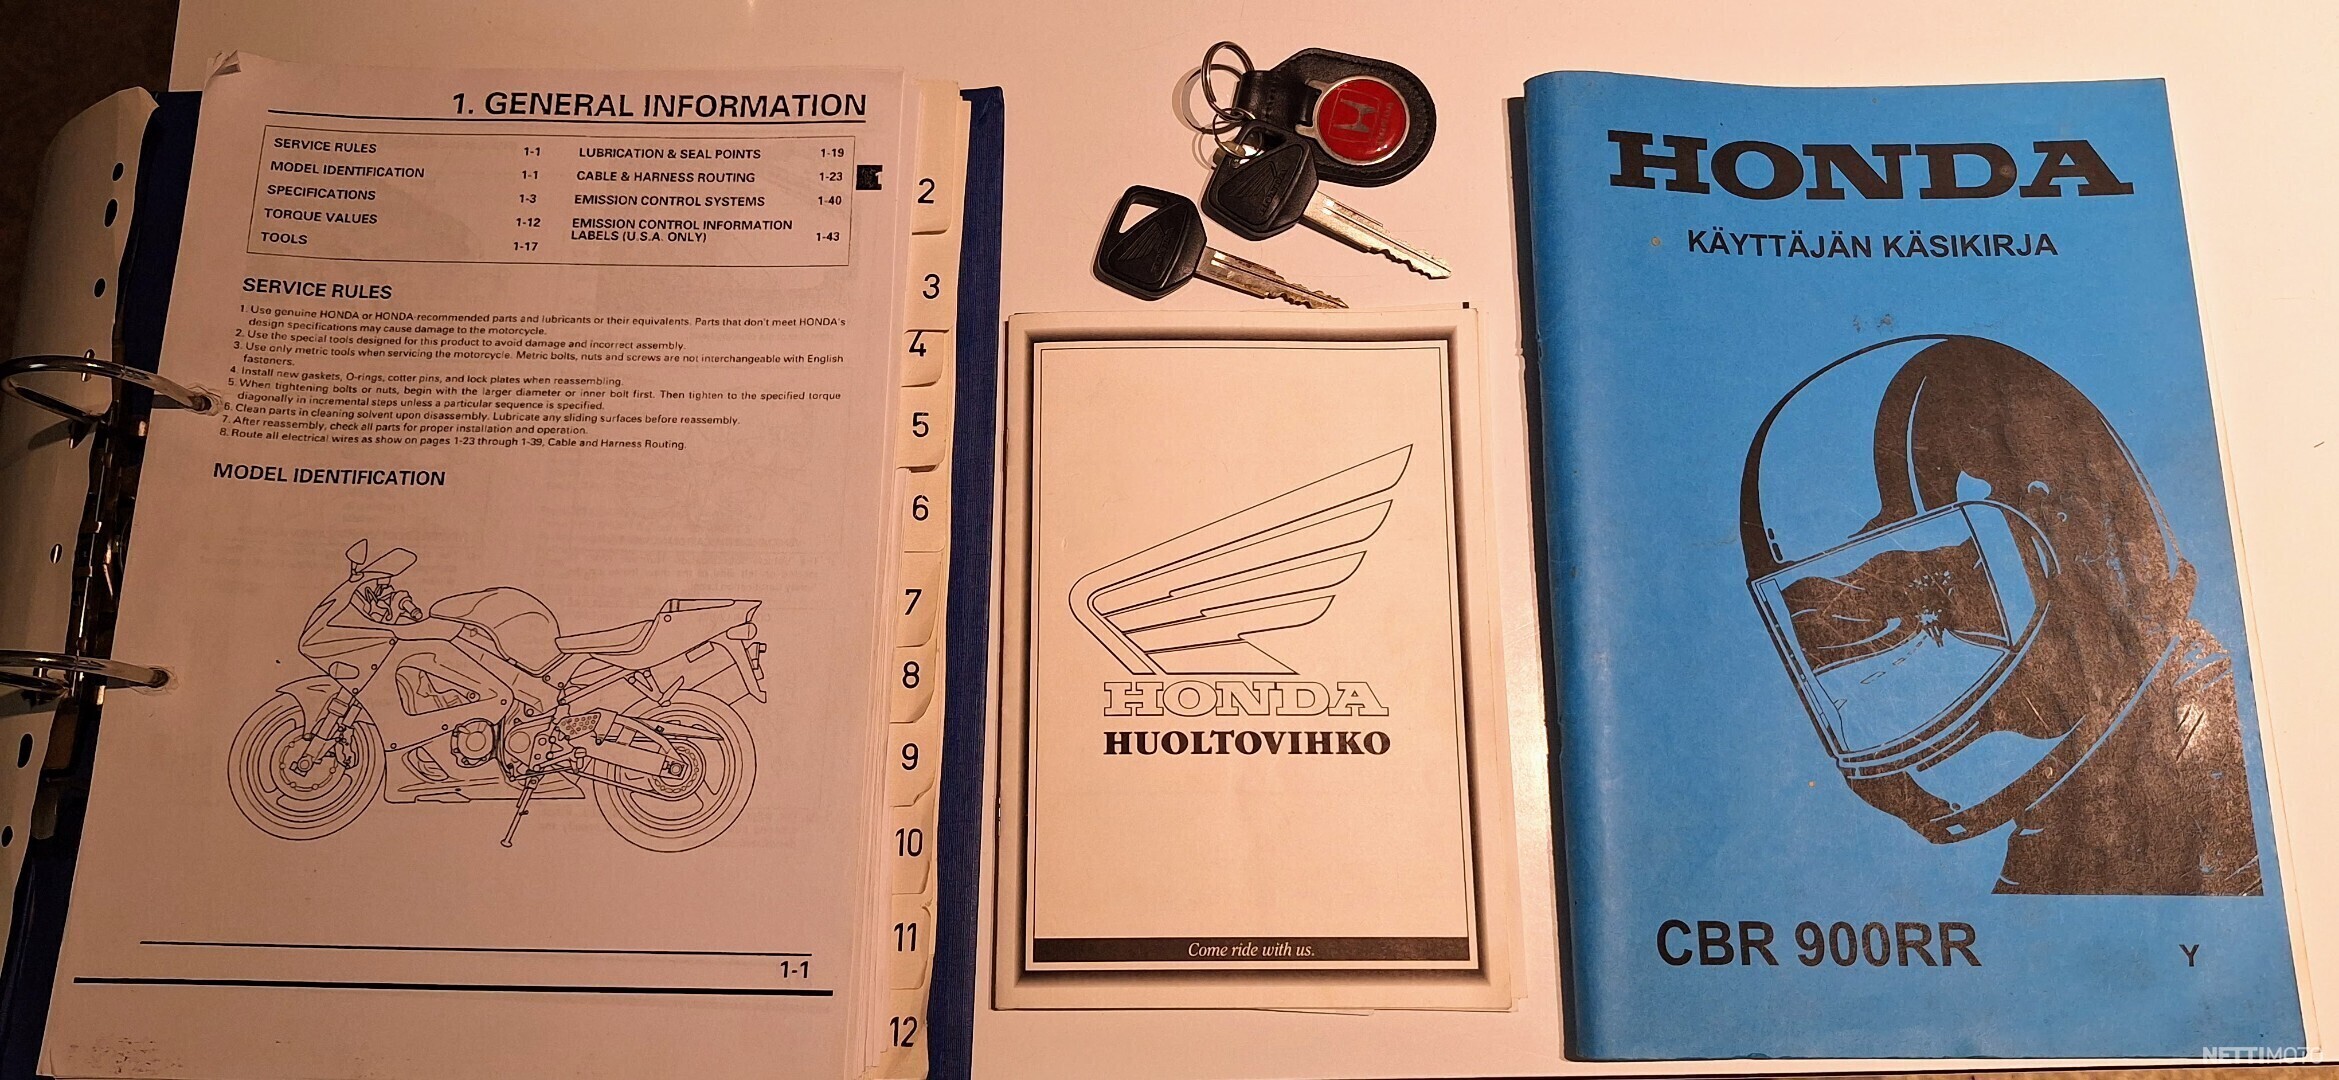 1. GENERAL INFORMATION
SERVICE RULES 1-1
MODEL IDENTIFICATION 1-1
SPECIFICATIONS 1-3
TORQUE VALUES 1-12
TOOLS 1-17
LUBRICATION & SEAL POINTS 1-19
CABLE & HARNESS ROUTING 1-23
EMISSION CONTROL SYSTEMS 1-40
EMISSION CONTROL INFORMATION
LABELS (U.S.A. ONLY) 1-43
1
SERVICE RULES
1. Use genuine HONDA or HONDA-recommended parts and lubricants or their equivalents. Parts that don't meet HONDA's
design specifications may cause damage to the motorcycle.
2. Use the special tools designed for this product to avoid damage and incorrect assembly.
3. Use only metric tools when servicing the motorcycle. Metric bolts, nuts and screws are not interchangeable with English
fasteners.
4. Install new gaskets, O-rings, cotter pins, and lock plates when reassembling.
5. When tightening bolts or nuts, begin with the larger diameter or inner bolt first. Then tighten to the specified torque
diagonally in incremental steps unless a particular sequence is specified.
6. Clean parts in cleaning solvent upon disassembly. Lubricate any sliding surfaces before reassembly.
7. After reassembly, check all parts for proper installation and operation.
8. Route all electrical wires as show on pages 1-23 through 1-39, Cable and Harness Routing.
MODEL IDENTIFICATION
1-1
2
3
4
5
6
7
8
9
10
11
12
HONDA
HUOLTOVIHKO
Come ride with us.
HONDA
KÄYTTÄJÄN KÄSIKIRJA
CBR 900RR
Y
NETTIMOTO